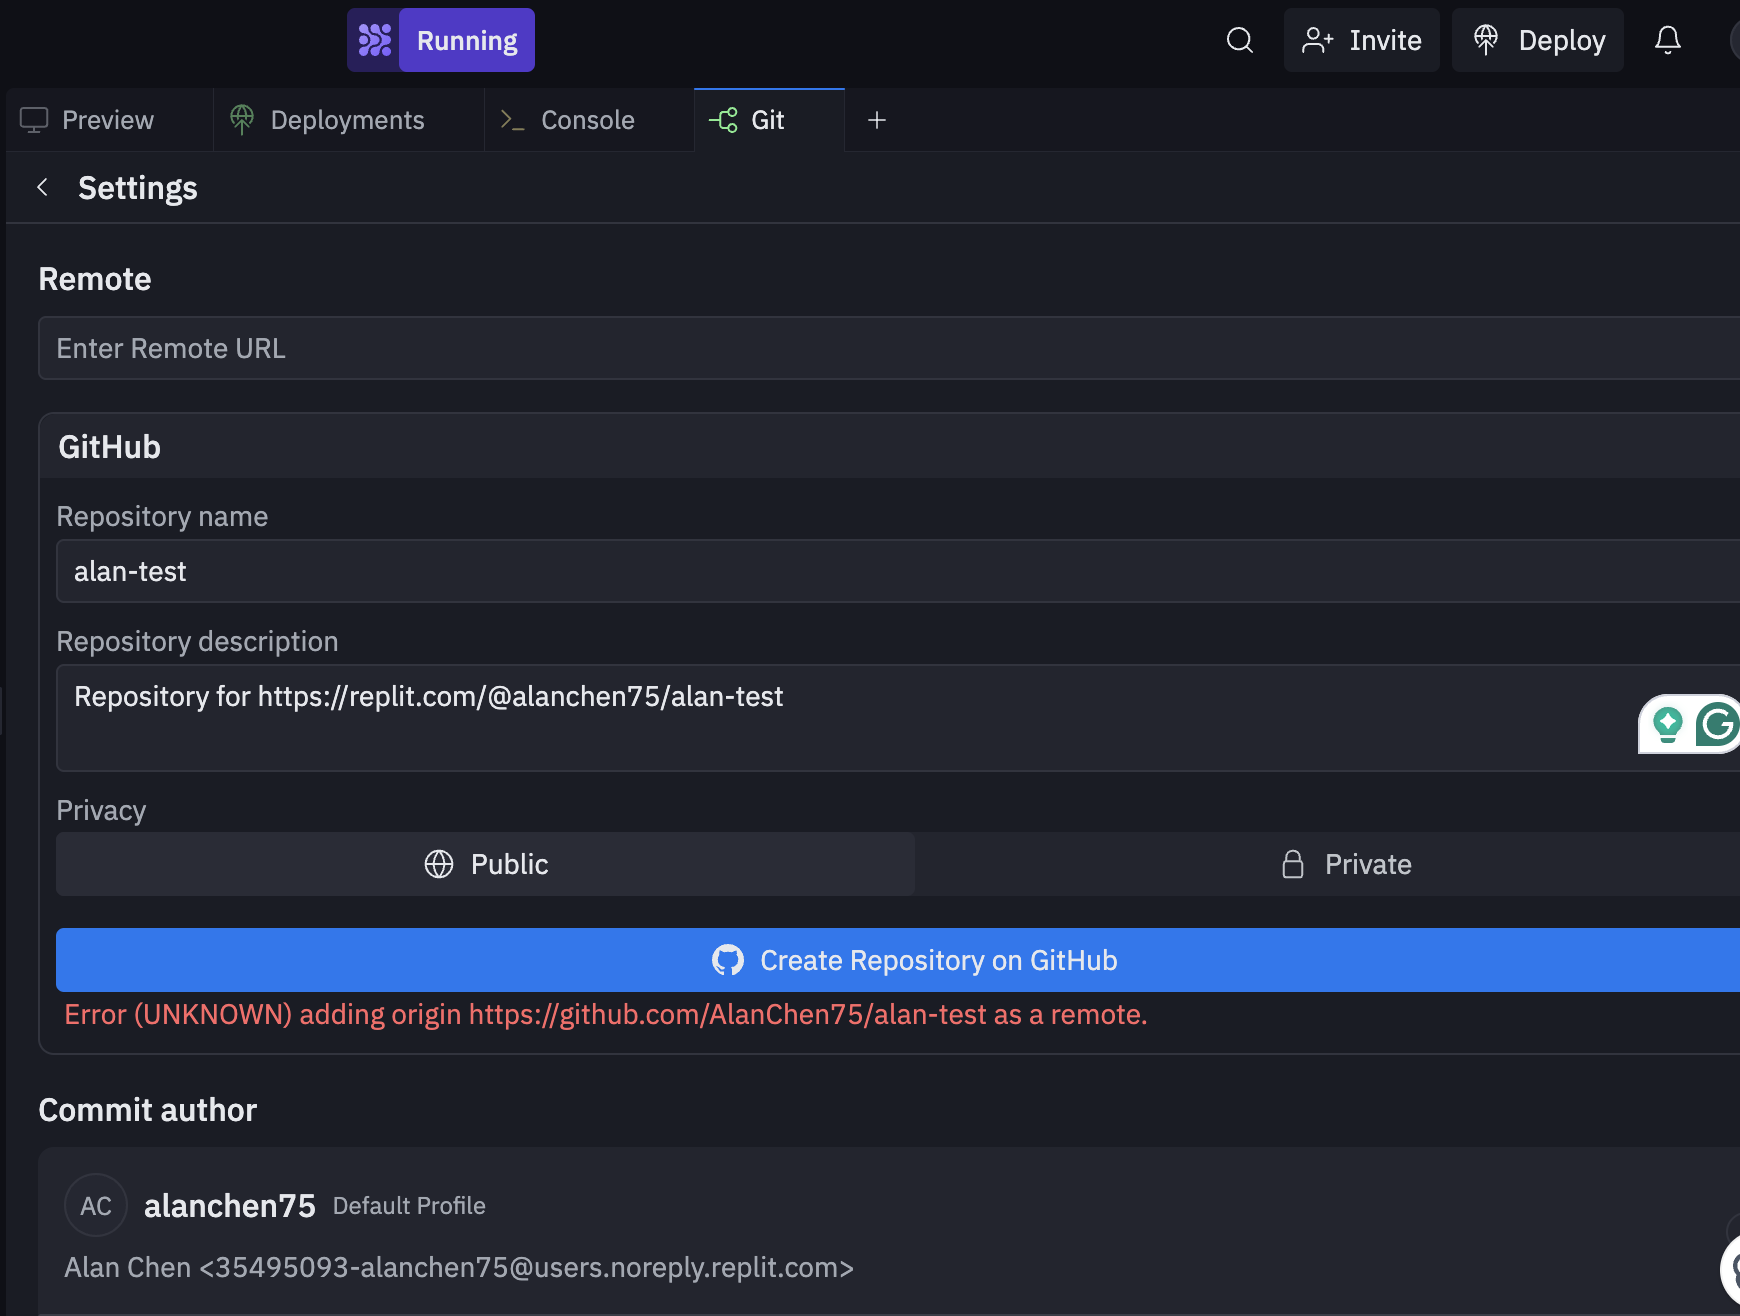 Running
Invite
Deploy
Preview
Deployments
Console
Git
Settings
Remote
Enter Remote URL
GitHub
Repository name
alan-test
Repository description
Repository for https://replit.com/@alanchen75/alan-test
Privacy
Public
Private
Create Repository on GitHub
Error (UNKNOWN) adding origin https://github.com/AlanChen75/alan-test as a remote.
Commit author
AC
alanchen75
Default Profile
Alan Chen <35495093-alanchen75@users.noreply.replit.com>